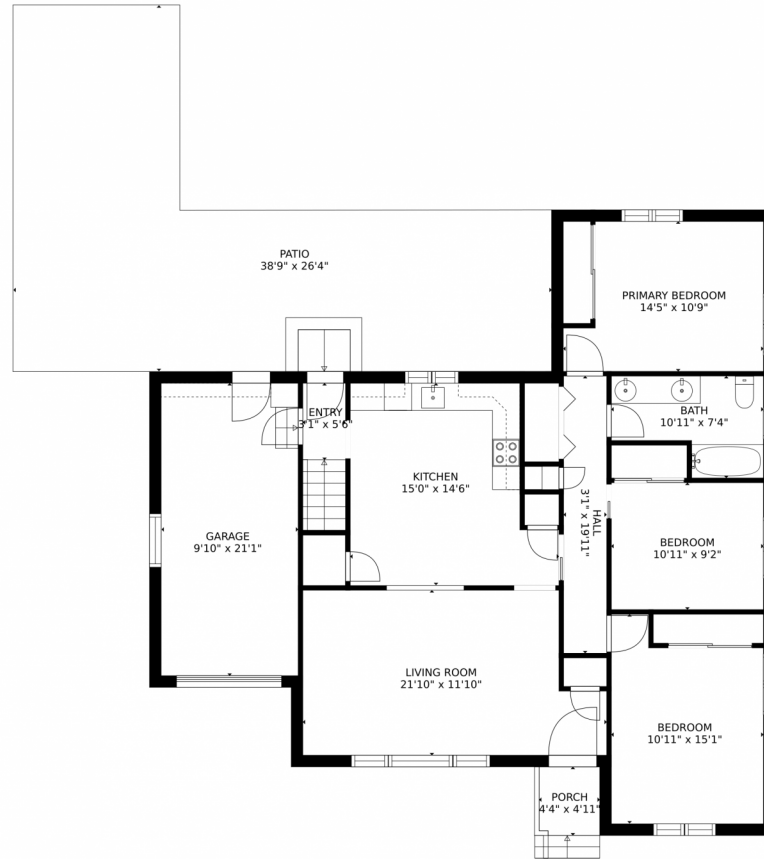 PATIO
38'9" x 26'4"
PRIMARY BEDROOM
14'5" x 10'9"
ENTRY
3'1" x 5'6"
BATH
10'11" x 7'4"
KITCHEN
15'0" x 14'6"
HALL
3'1" x 19'11"
GARAGE
9'10" x 21'1"
BEDROOM
10'11" x 9'2"
LIVING ROOM
21'10" x 11'10"
BEDROOM
10'11" x 15'1"
PORCH
4'4" x 4'11"